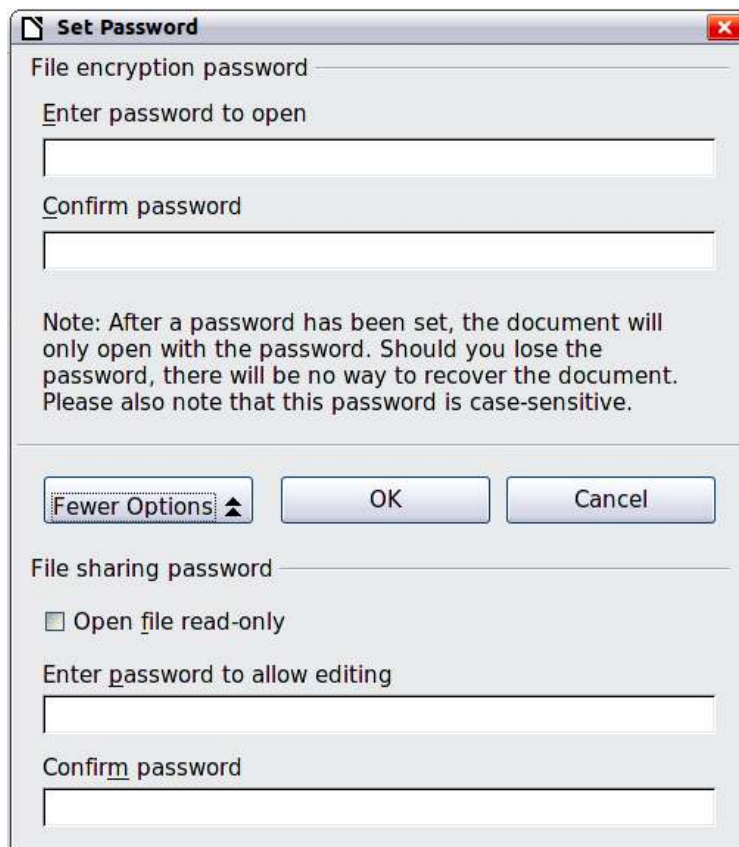 Set Password
File encryption password
Enter password to open
Confirm password
Note: After a password has been set, the document will
only open with the password. Should you lose the
password, there will be no way to recover the document.
Please also note that this password is case-sensitive.
Fewer Options
OK
Cancel
File sharing password
Open file read-only
Enter password to allow editing
Confirm password